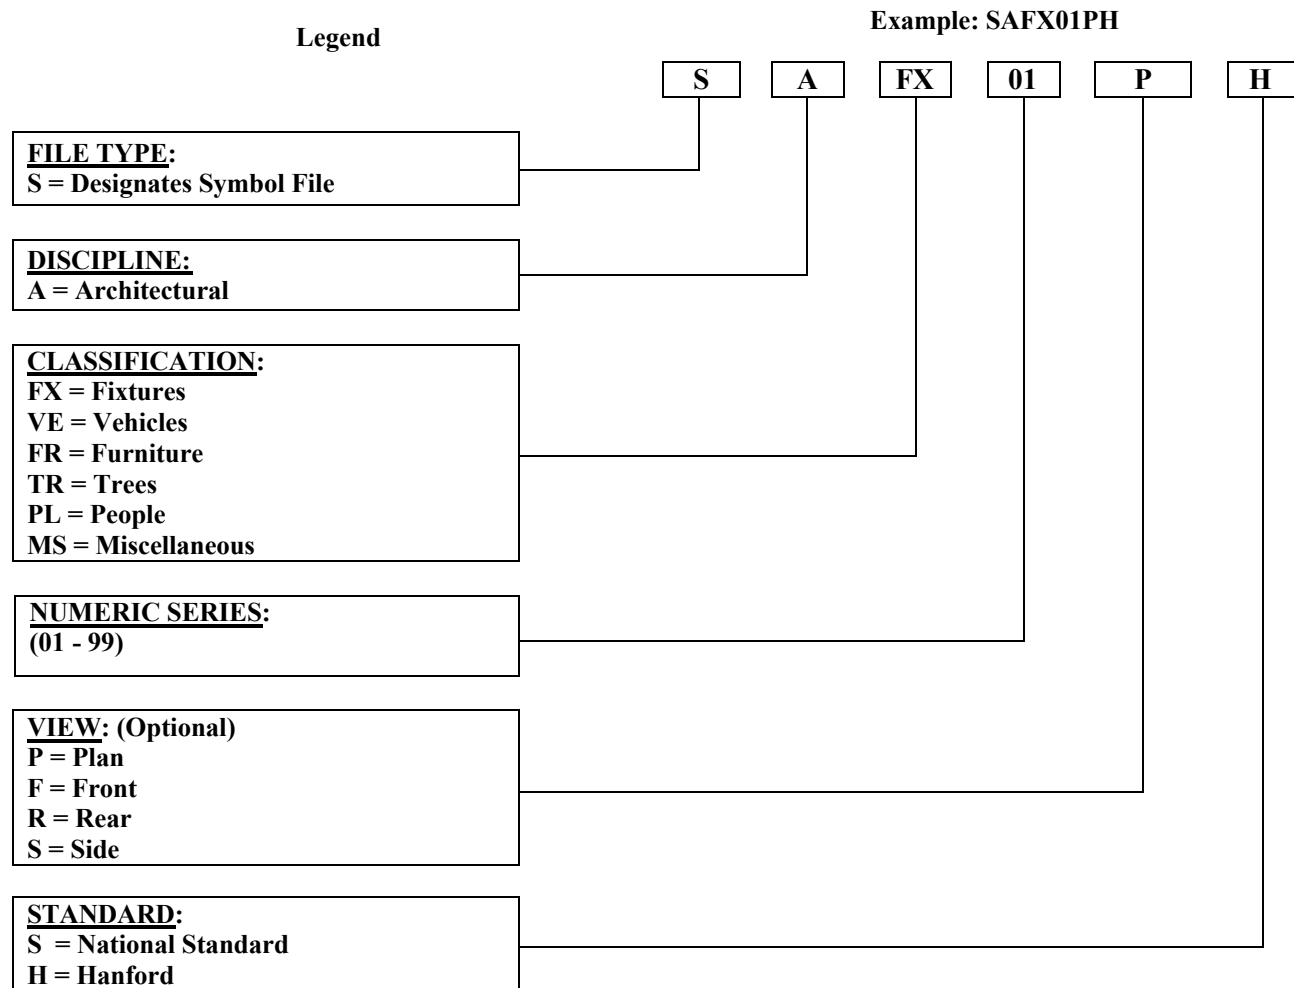 Legend
Example: SAFX01PH
S A FX 01 P H
FILE TYPE:
S = Designates Symbol File
DISCIPLINE:
A = Architectural
CLASSIFICATION:
FX = Fixtures
VE = Vehicles
FR = Furniture
TR = Trees
PL = People
MS = Miscellaneous
NUMERIC SERIES:
(01 - 99)
VIEW: (Optional)
P = Plan
F = Front
R = Rear
S = Side
STANDARD:
S = National Standard
H = Hanford